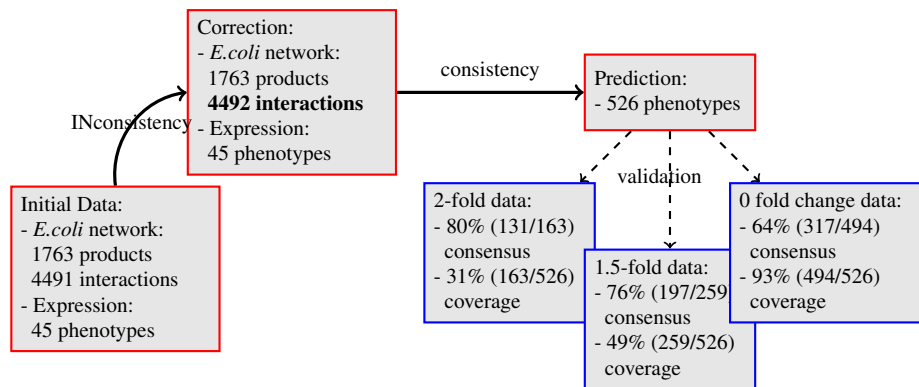 Correction:
- E.coli network:
1763 products
4492 interactions
- Expression:
45 phenotypes
consistency
Prediction:
- 526 phenotypes
INconsistency
Initial Data:
- E.coli network:
1763 products
4491 interactions
- Expression:
45 phenotypes
validation
2-fold data:
- 80% (131/163)
consensus
- 31% (163/526)
coverage
1.5-fold data:
- 76% (197/259)
consensus
- 49% (259/526)
coverage
0 fold change data:
- 64% (317/494)
consensus
- 93% (494/526)
coverage